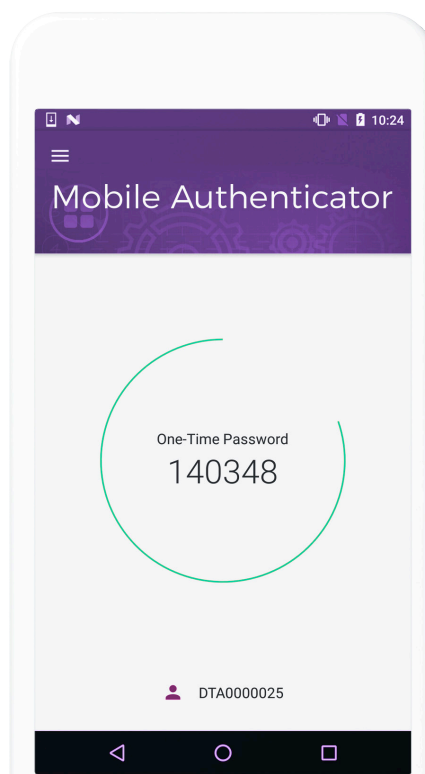 10:24
Mobile Authenticator
One-Time Password
140348
DTA0000025